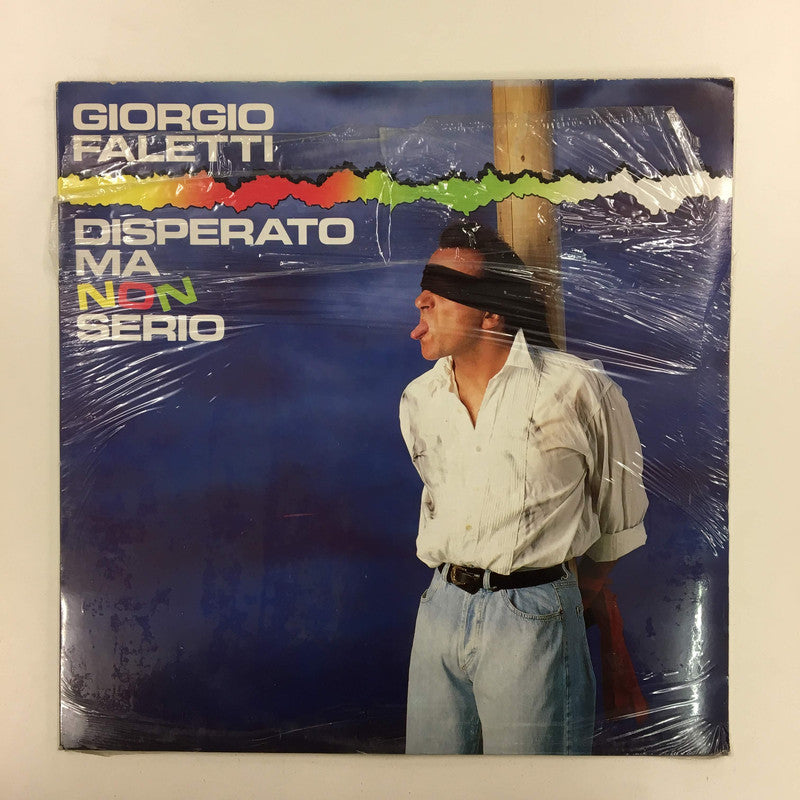 GIORGIO
FALETTI
DISPERATO
MA
NON
SERIO